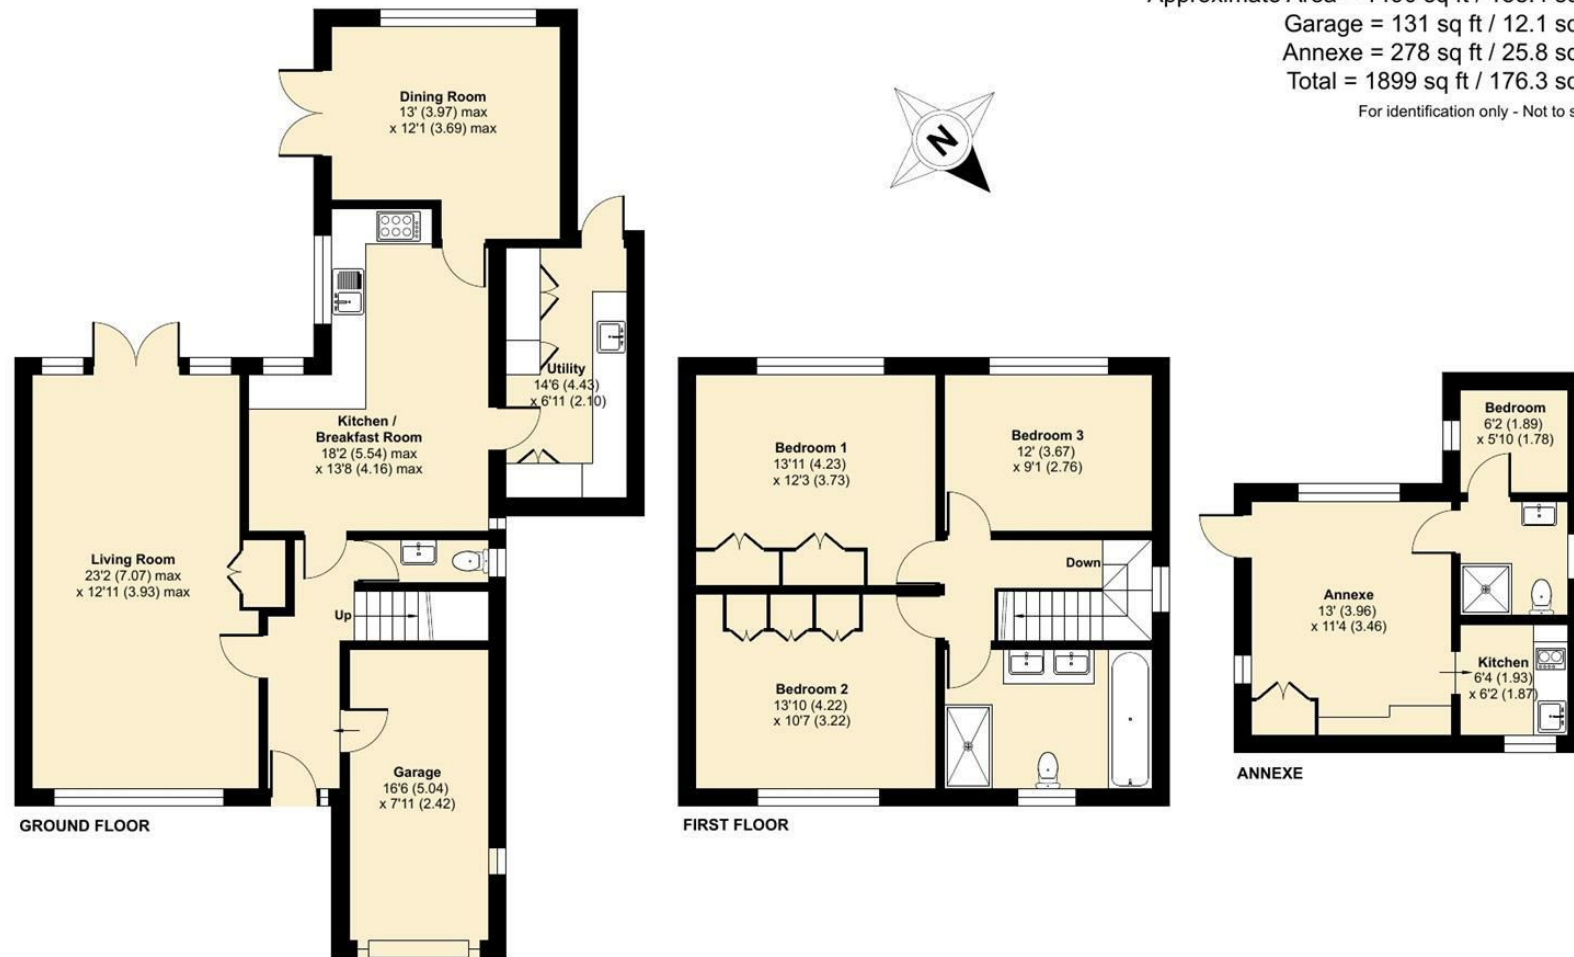 Garage = 131 sq ft / 12.1
Annexe = 278 sq ft / 25.8
Total = 1899 sq ft / 176.3
For identification only - Not to
N
Dining Room
13' (3.97) max
x 12'1 (3.69) max
Utility
14'6 (4.43)
x 6'11 (2.10)
Kitchen /
Breakfast Room
18'2 (5.54) max
x 13'8 (4.16) max
Living Room
23'2 (7.07) max
x 12'11 (3.93) max
Up
Garage
16'6 (5.04)
x 7'11 (2.42)
GROUND FLOOR
Bedroom 1
13'11 (4.23)
x 12'3 (3.73)
Bedroom 3
12' (3.67)
x 9'1 (2.76)
Down
Bedroom 2
13'10 (4.22)
x 10'7 (3.22)
FIRST FLOOR
Bedroom
6'2 (1.89)
x 5'10 (1.78)
Annexe
13' (3.96)
x 11'4 (3.46)
Kitchen
6'4 (1.93)
x 6'2 (1.87)
ANNEXE